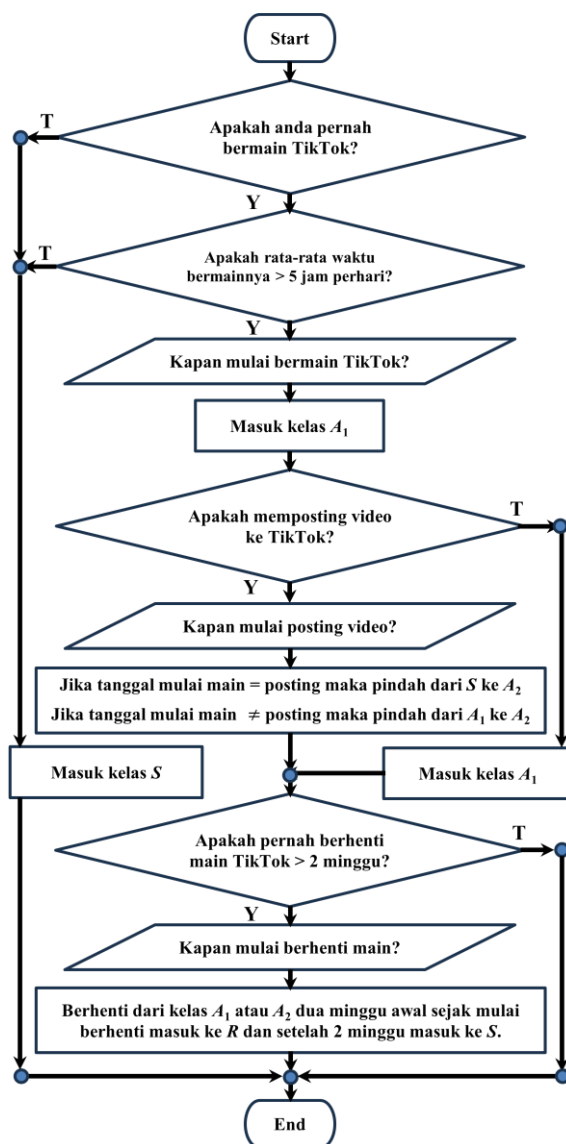 Start
T
Apakah anda pernah
bermain TikTok?
Y
T
Apakah rata-rata waktu
bermainnya > 5 jam perhari?
Y
Kapan mulai bermain TikTok?
Masuk kelas A₁
Apakah memposting video
ke TikTok?
T
Y
Kapan mulai posting video?
Jika tanggal mulai main = posting maka pindah dari S ke A₂
Jika tanggal mulai main ≠ posting maka pindah dari A₁ ke A₂
Masuk kelas S
Masuk kelas A₁
Apakah pernah berhenti
main TikTok > 2 minggu?
T
Y
Kapan mulai berhenti main?
Berhenti dari kelas A₁ atau A₂ dua minggu awal sejak mulai
berhenti masuk ke R dan setelah 2 minggu masuk ke S.
End